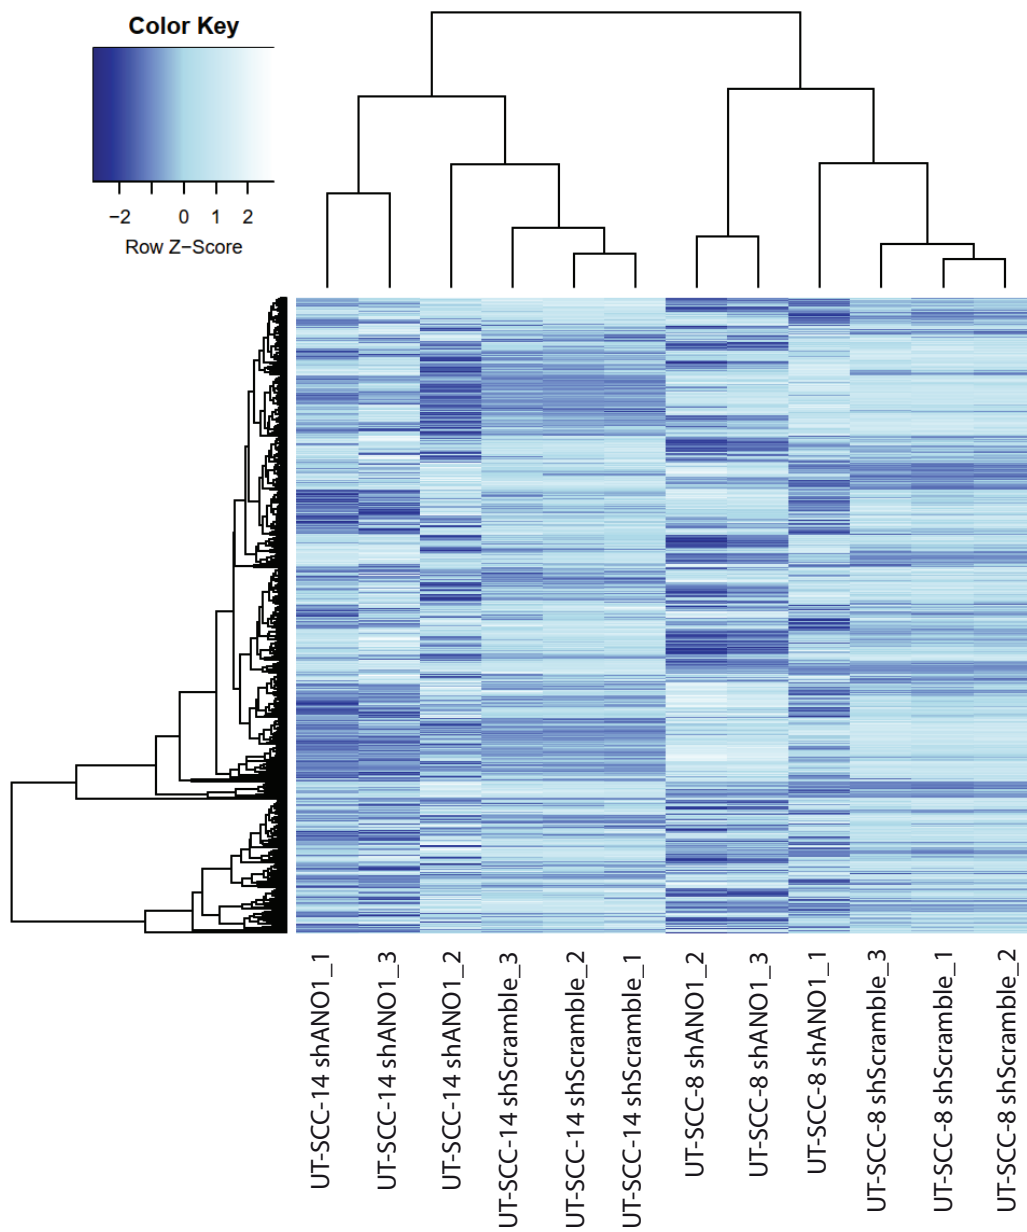 Color Key
−2 0 1 2
Row Z−Score
UT-SCC-14 shANO1_1
UT-SCC-14 shANO1_3
UT-SCC-14 shANO1_2
UT-SCC-14 shScramble_3
UT-SCC-14 shScramble_2
UT-SCC-14 shScramble_1
UT-SCC-8 shANO1_2
UT-SCC-8 shANO1_3
UT-SCC-8 shANO1_1
UT-SCC-8 shScramble_3
UT-SCC-8 shScramble_1
UT-SCC-8 shScramble_2